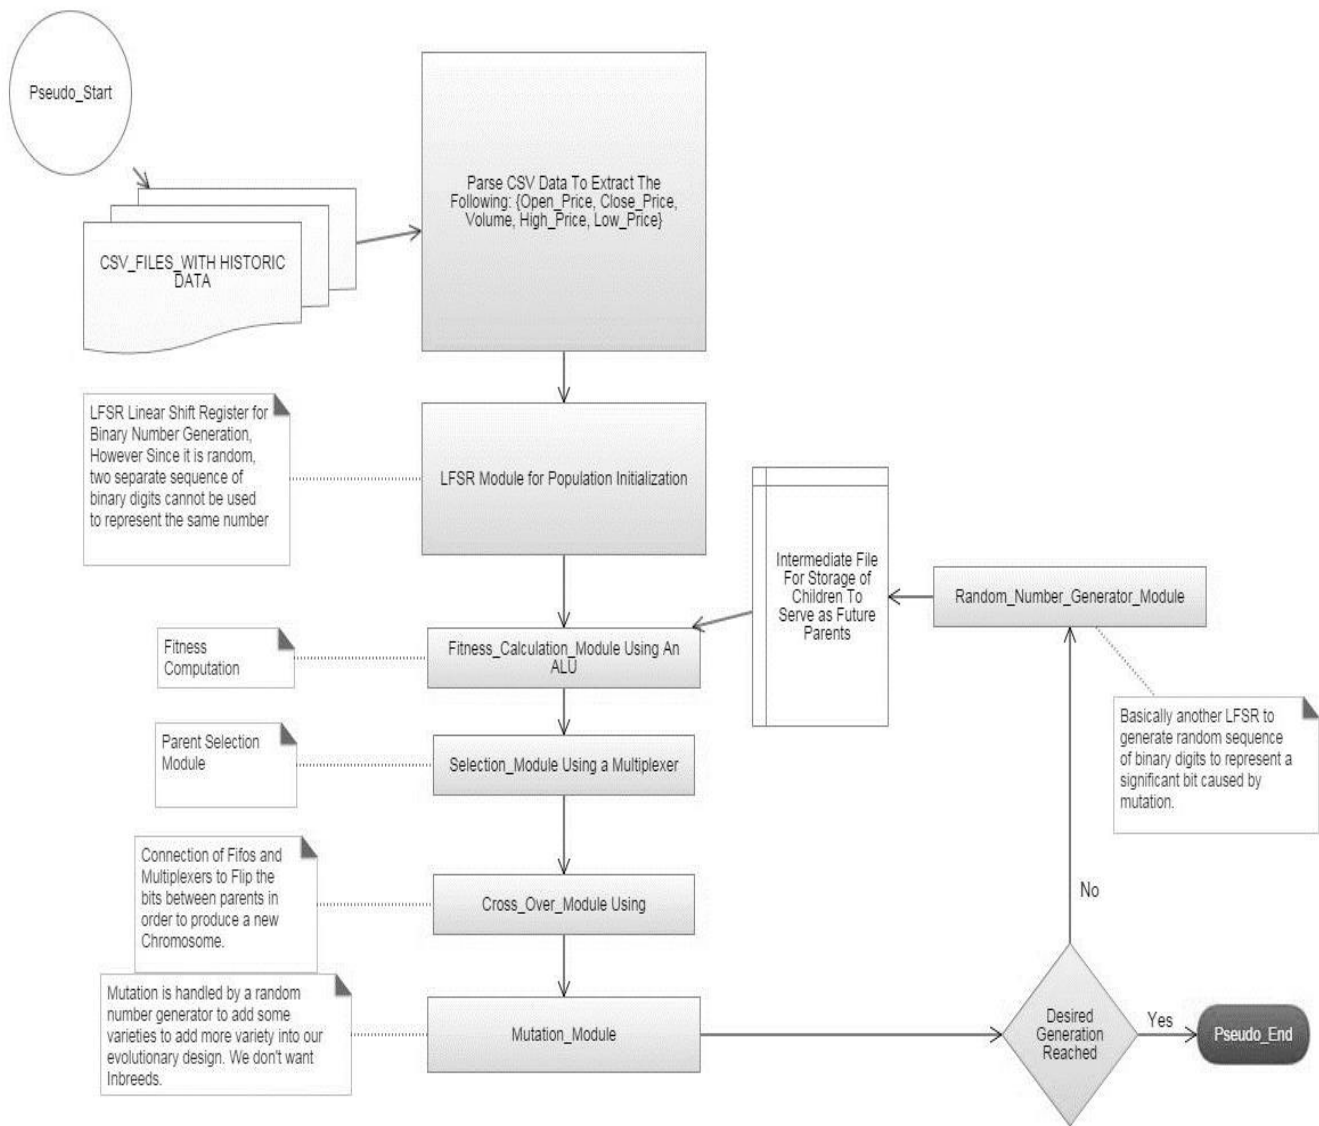 Pseudo_Start
CSV_FILES_WITH HISTORIC
DATA
Parse CSV Data To Extract The
Following: {Open_Price, Close_Price,
Volume, High_Price, Low_Price}
LFSR Linear Shift Register for
Binary Number Generation,
However Since it is random,
two separate sequence of
binary digits cannot be used
to represent the same number
LFSR Module for Population Initialization
Intermediate File
For Storage of
Children To
Serve as Future
Parents
Random_Number_Generator_Module
Fitness
Computation
Fitness_Calculation_Module Using An
ALU
Basically another LFSR to
generate random sequence
of binary digits to represent a
significant bit caused by
mutation.
Parent Selection
Module
Selection_Module Using a Multiplexer
Connection of Fifos and
Multiplexers to Flip the
bits between parents in
order to produce a new
Chromosome.
Cross_Over_Module Using
No
Mutation is handled by a random
number generator to add some
varieties to add more variety into our
evolutionary design. We don't want
Inbreeds.
Mutation_Module
Desired
Generation
Reached
Yes
Pseudo_End